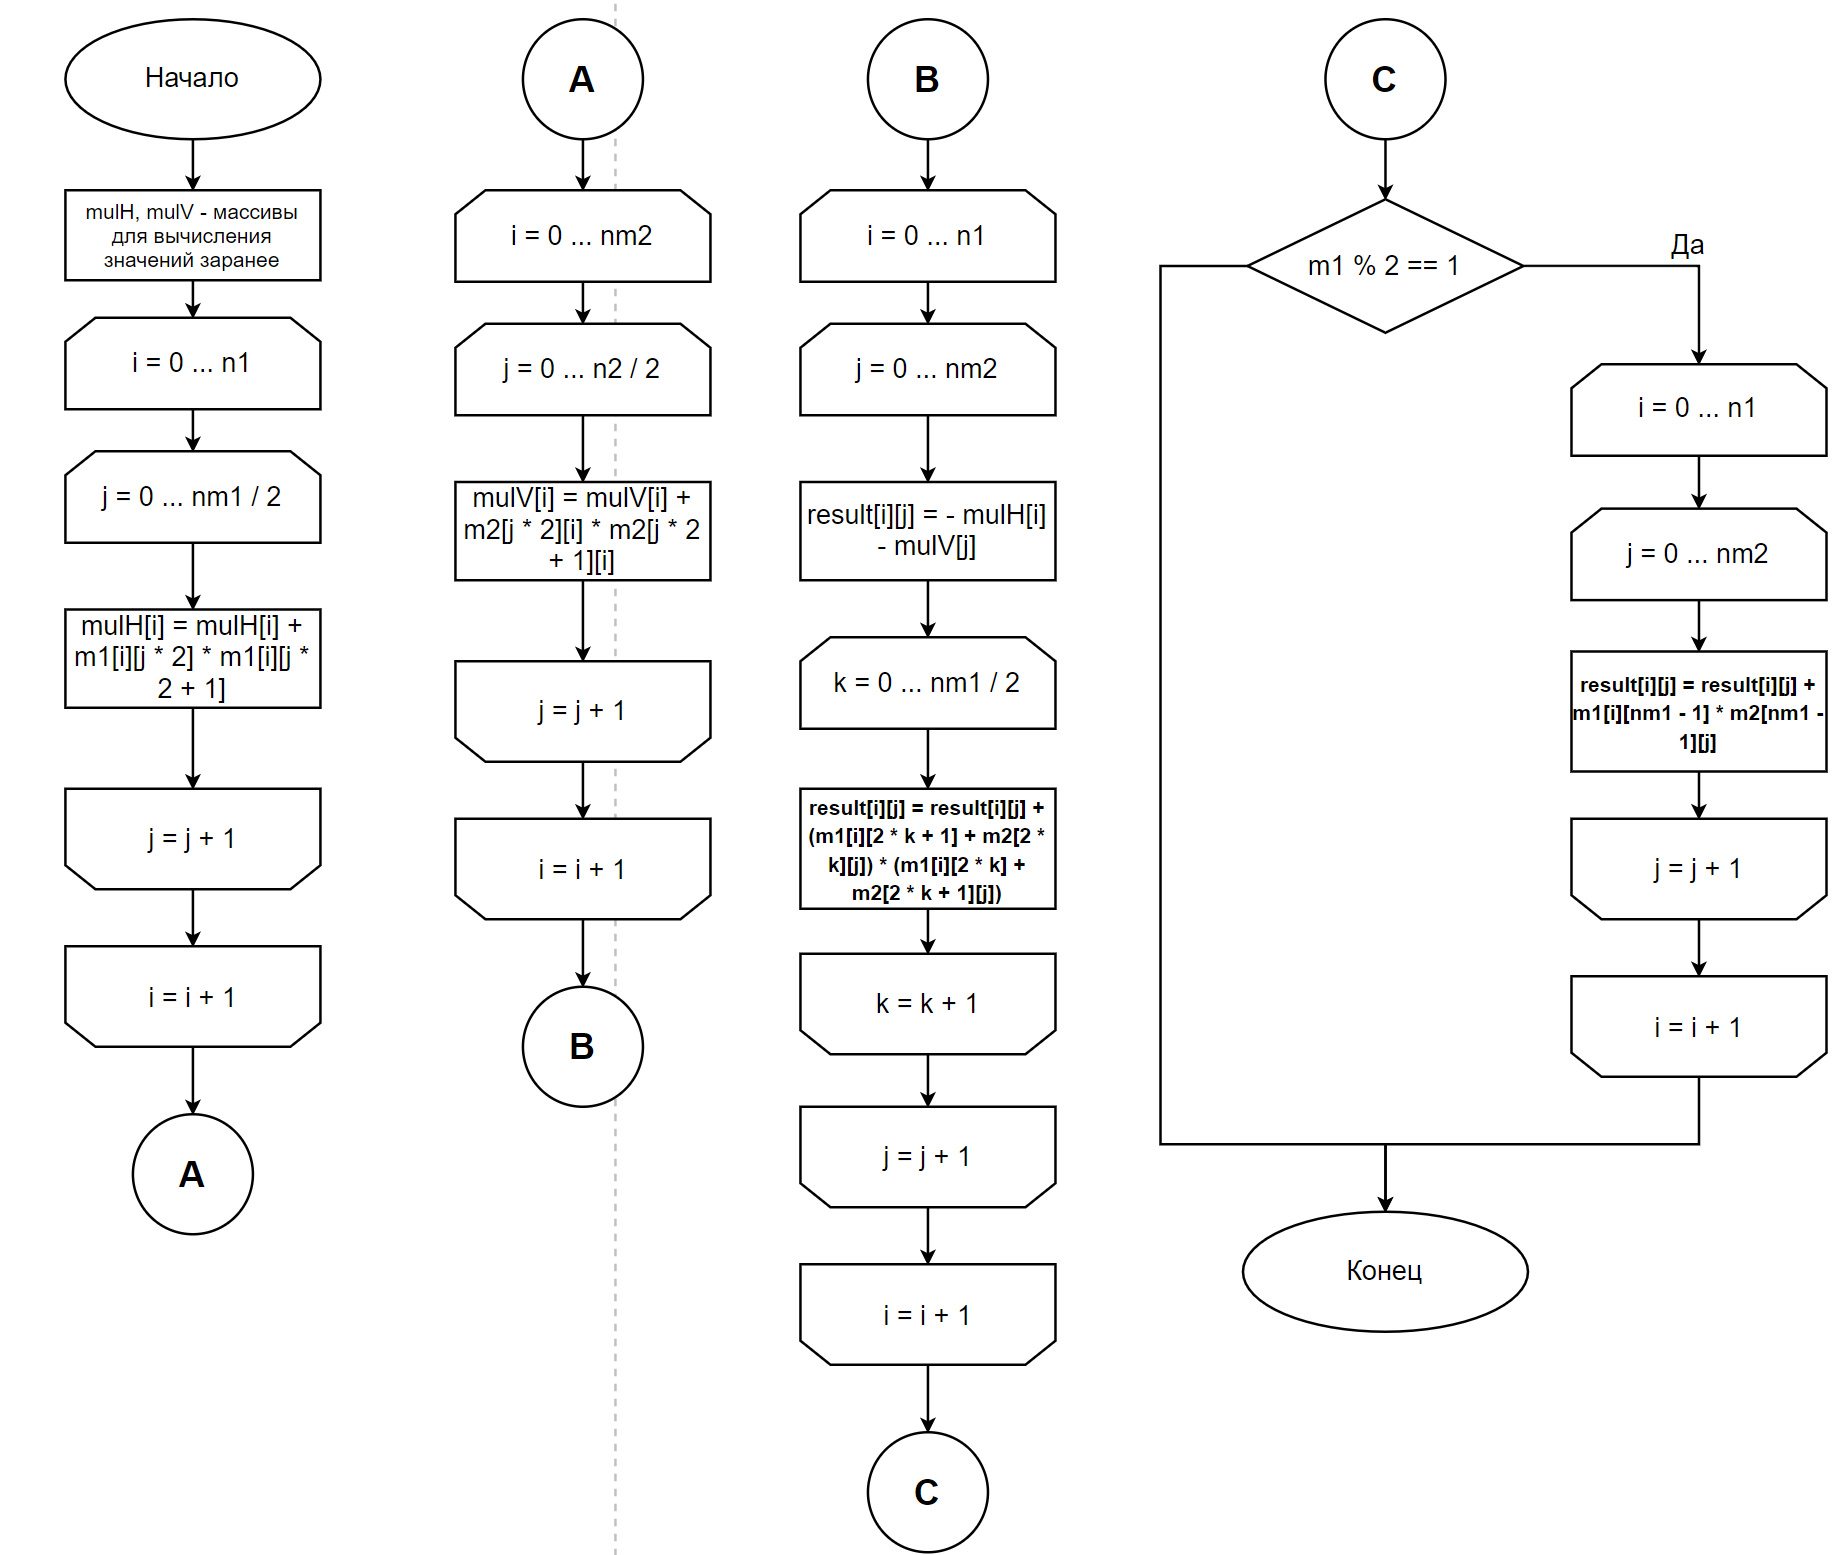 Начало
mulH, mulV - массивы
для вычисления
значений заранее
i = 0 ... n1
j = 0 ... nm1 / 2
mulH[i] = mulH[i] +
m1[i][j * 2] * m1[i][j *
2 + 1]
j = j + 1
i = i + 1
A
A
i = 0 ... nm2
j = 0 ... n2 / 2
mulV[i] = mulV[i] +
m2[j * 2][i] * m2[j * 2
+ 1][i]
j = j + 1
i = i + 1
B
B
i = 0 ... n1
j = 0 ... nm2
result[i][j] = - mulH[i]
- mulV[j]
k = 0 ... nm1 / 2
result[i][j] = result[i][j] +
(m1[i][2 * k + 1] + m2[2 *
k][j]) * (m1[i][2 * k] +
m2[2 * k + 1][j])
k = k + 1
j = j + 1
i = i + 1
C
C
m1 % 2 == 1
Да
i = 0 ... n1
j = 0 ... nm2
result[i][j] = result[i][j] +
m1[i][nm1 - 1] * m2[nm1 -
1][j]
j = j + 1
i = i + 1
Конец